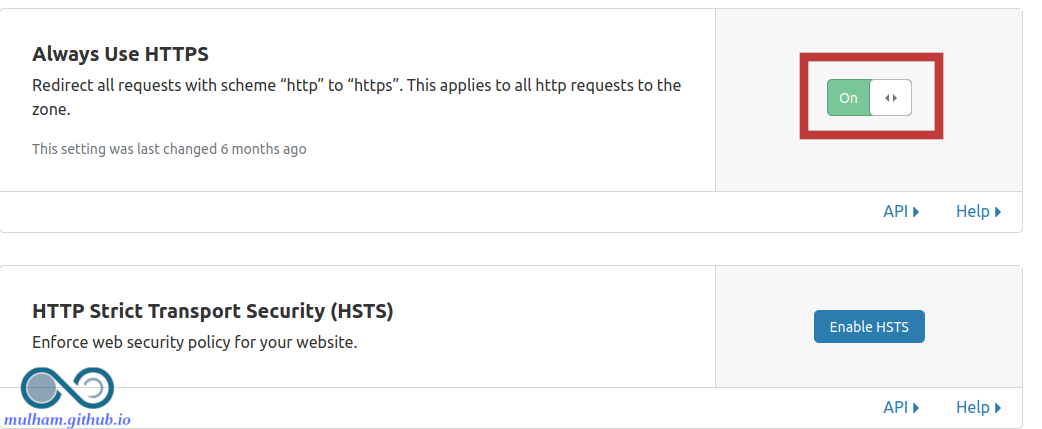 Always Use HTTPS
Redirect all requests with scheme “http” to “https”. This applies to all http requests to the
zone.
On
This setting was last changed 6 months ago
API
Help
HTTP Strict Transport Security (HSTS)
Enforce web security policy for your website.
Enable HSTS
API
Help
mulham.github.io